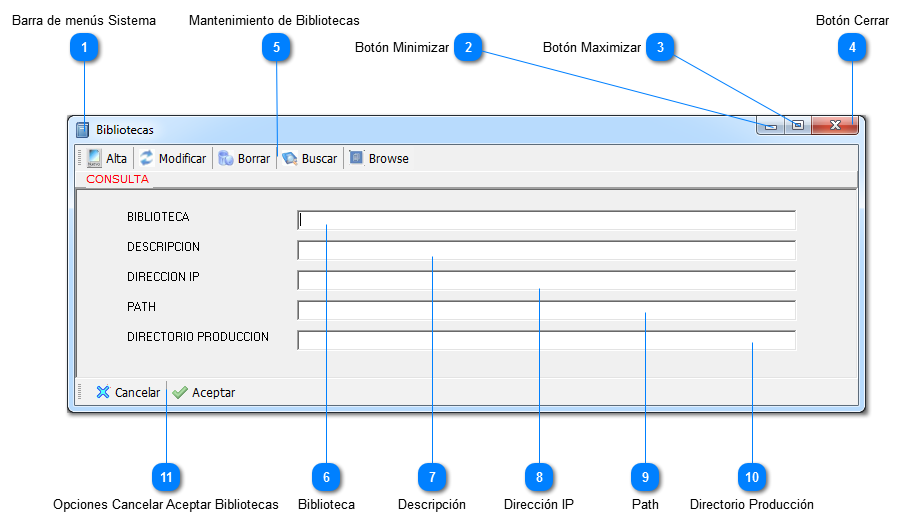 Barra de menús Sistema
Mantenimiento de Bibliotecas
Botón Cerrar
Botón Minimizar
Botón Maximizar
1
5
2
3
4
Bibliotecas
Alta Modificar Borrar Buscar Browse
CONSULTA
BIBLIOTECA
DESCRIPCION
DIRECCION IP
PATH
DIRECTORIO PRODUCCION
Cancelar Aceptar
11
6
7
8
9
10
Opciones Cancelar Aceptar Bibliotecas
Biblioteca
Descripción
Dirección IP
Path
Directorio Producción